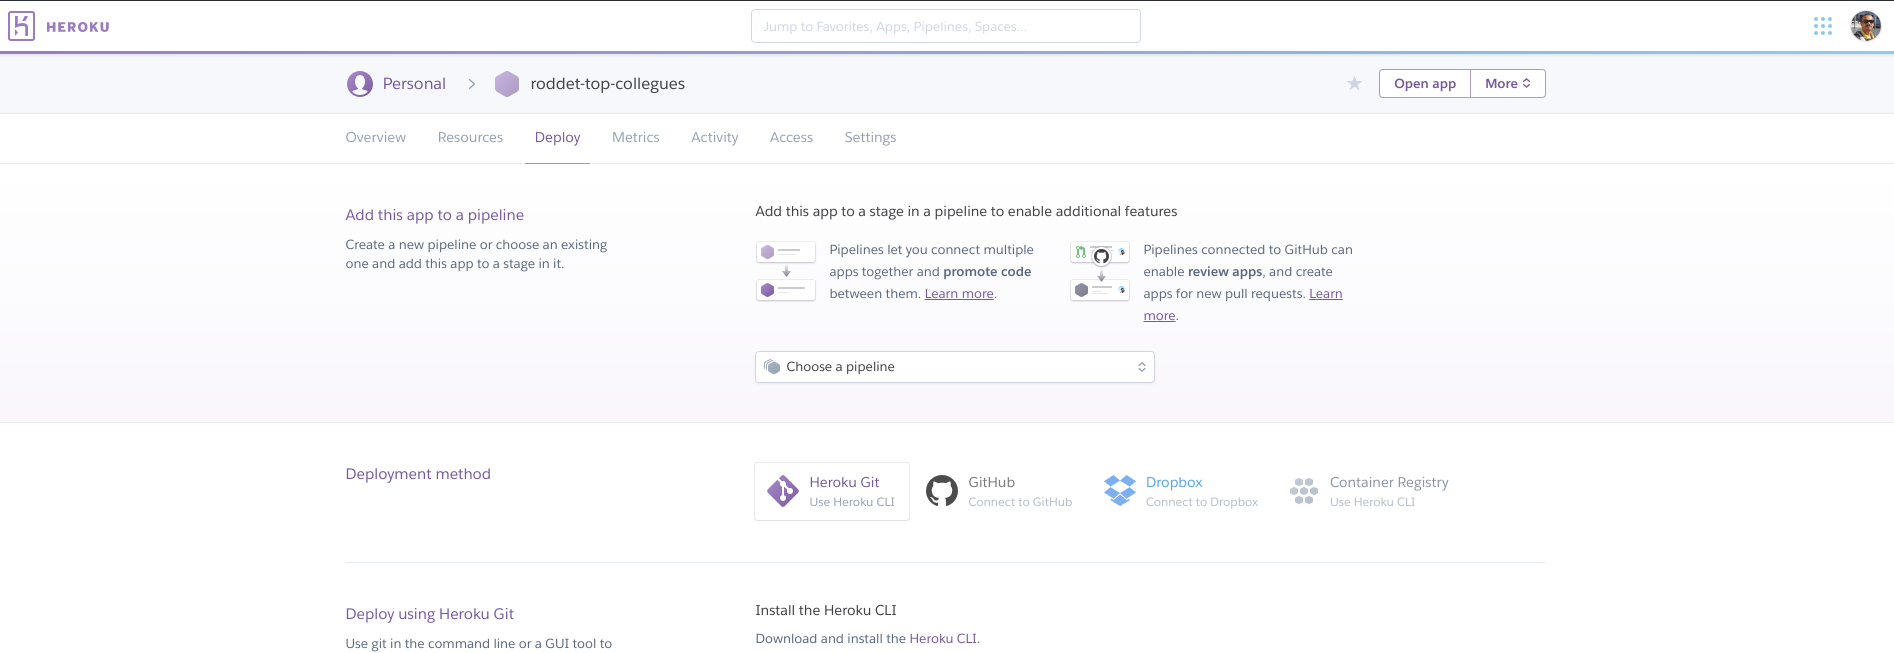 HEROKU
Jump to Favorites, Apps, Pipelines, Spaces...
Personal
roddet-top-collegues
Open app
More
Overview
Resources
Deploy
Metrics
Activity
Access
Settings
Add this app to a pipeline
Create a new pipeline or choose an existing
one and add this app to a stage in it.
Add this app to a stage in a pipeline to enable additional features
Pipelines let you connect multiple
apps together and promote code
between them. Learn more.
Pipelines connected to GitHub can
enable review apps, and create
apps for new pull requests. Learn
more.
Choose a pipeline
Deployment method
Heroku Git
Use Heroku CLI
GitHub
Connect to GitHub
Dropbox
Connect to Dropbox
Container Registry
Use Heroku CLI
Deploy using Heroku Git
Use git in the command line or a GUI tool to
Install the Heroku CLI
Download and install the Heroku CLI.